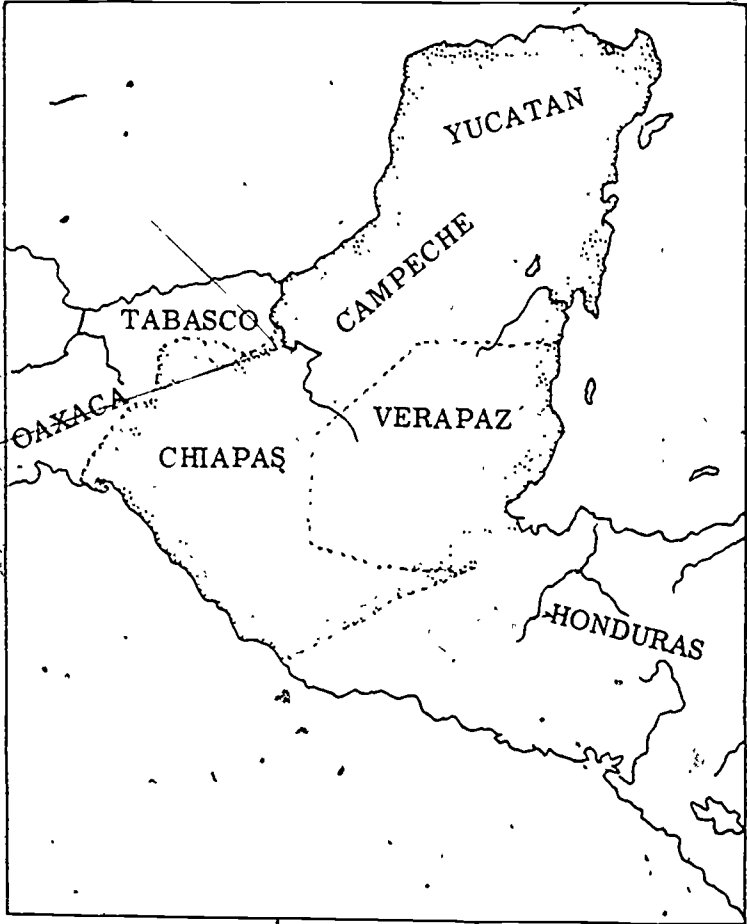 YUCATAN
CAMPECHE
TABASCO
OAXACA
VERAPAZ
CHIAPAS
HONDURAS